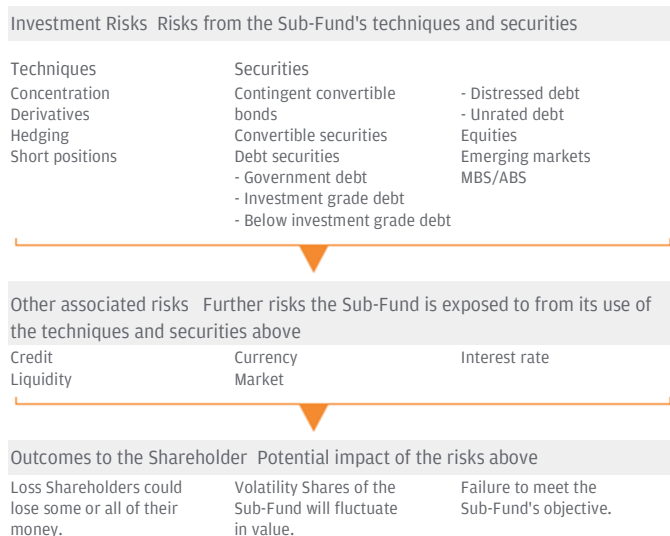 Investment Risks Risks from the Sub-Fund's techniques and securities
Techniques
Concentration
Derivatives
Hedging
Short positions
Securities
Contingent convertible
bonds
Convertible securities
Debt securities
- Government debt
- Investment grade debt
- Below investment grade debt
- Distressed debt
- Unrated debt
Equities
Emerging markets
MBS/ABS
Other associated risks Further risks the Sub-Fund is exposed to from its use of
the techniques and securities above
Credit
Liquidity
Currency
Market
Interest rate
Outcomes to the Shareholder Potential impact of the risks above
Loss Shareholders could
lose some or all of their
money.
Volatility Shares of the
Sub-Fund will fluctuate
in value.
Failure to meet the
Sub-Fund's objective.